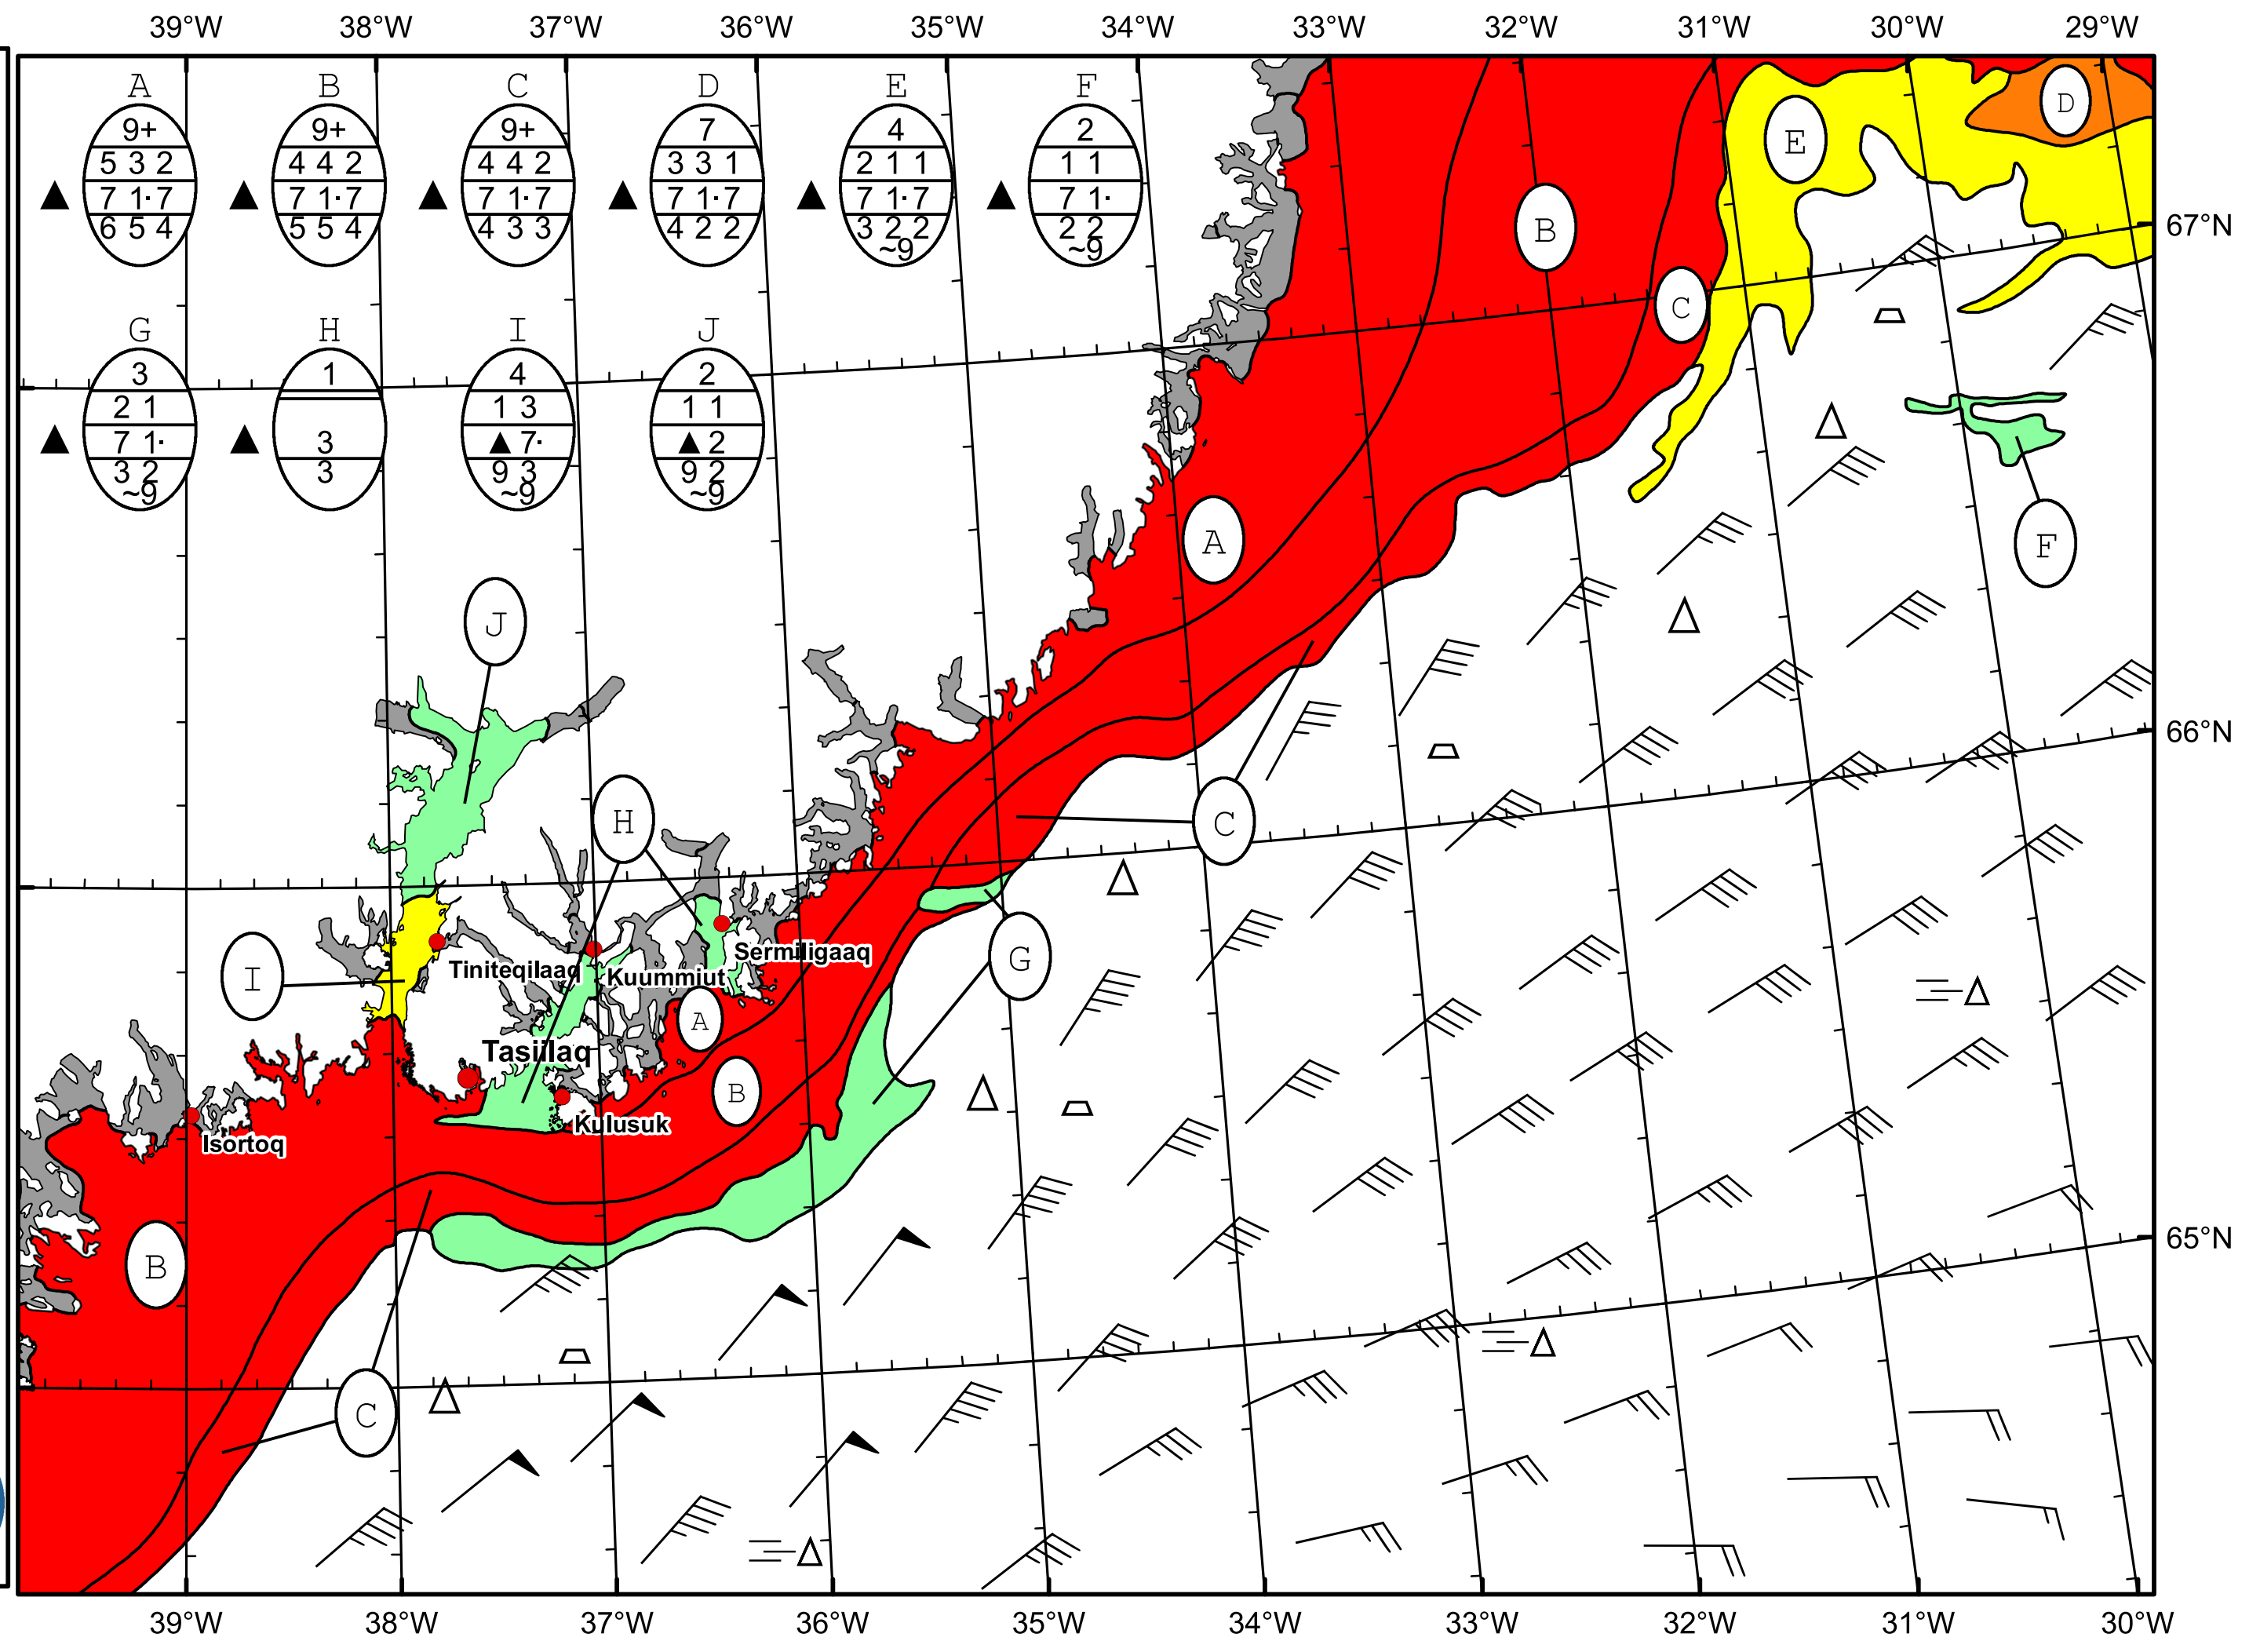 39°W 38°W 37°W 36°W 35°W 34°W 33°W 32°W 31°W 30°W 29°W
A B C D E F
9+ 9+ 9+ 7 4 2
5 3 2 4 4 2 4 4 2 3 3 1 2 1 1 1 1
▲ 7 1· 7 ▲ 7 1· 7 ▲ 7 1· 7 ▲ 7 1· 7 ▲ 7 1· 7 ▲ 7 1·
6 5 4 5 5 4 4 3 3 4 2 2 3 2 2 2 2
~9 ~9
G H I J
3 1 4 2
2 1 1 3 1 1
▲ 7 1· ▲ 3 ▲ 7· ▲ 2
3 2 3 9 3 9 2
~9 ~9 ~9
D
E
67°N
B
C
A
F
J
66°N
H
C
Sermiligaaq
G
Tiniteqilaaq
Kuummiut
I
A
Tasiilaq
B
Kulusuk
Isortoq
65°N
B
C
39°W 38°W 37°W 36°W 35°W 34°W 33°W 32°W 31°W 30°W